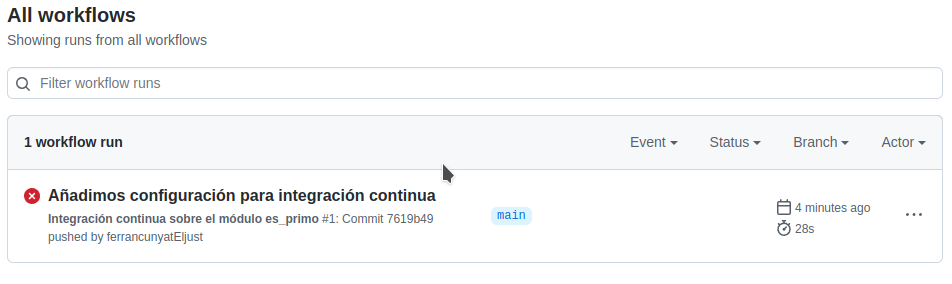 All workflows
Showing runs from all workflows
Filter workflow runs
1 workflow run Event Status Branch Actor
Añadimos configuración para integración continua
Integración continua sobre el módulo es_primo #1: Commit 7619b49
pushed by ferrancunyatEljust
main
4 minutes ago
28s